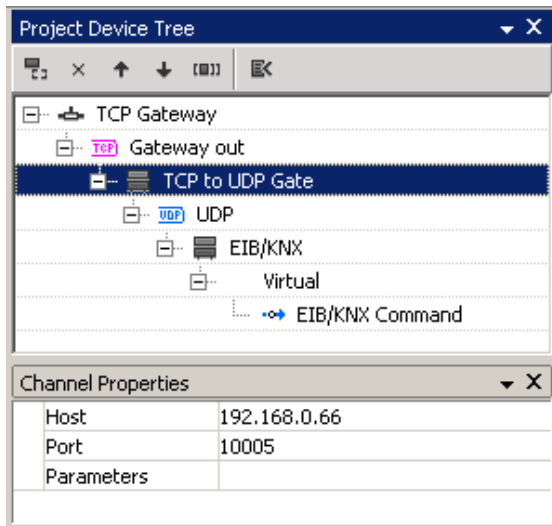 Project Device Tree
TCP Gateway
TCP Gateway out
TCP to UDP Gate
UDP UDP
EIB/KNX
Virtual
EIB/KNX Command
Channel Properties
Host 192.168.0.66
Port 10005
Parameters